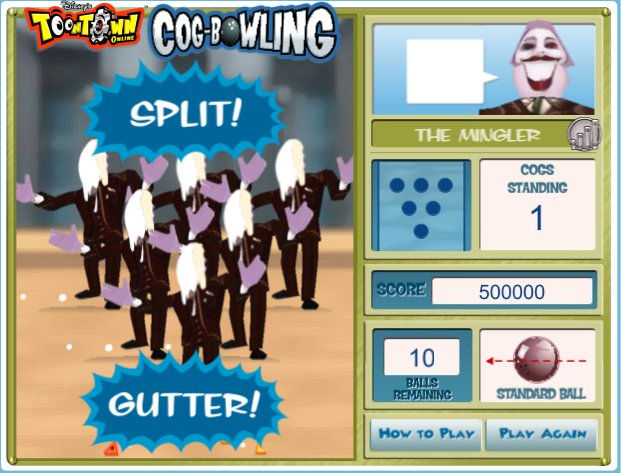 Disney's
TOONTOWN
ONLINE
COG-BOWLING
SPLIT!
GUTTER!
THE MINGLER
COGS
STANDING
1
SCORE 500000
10
BALLS
REMAINING
STANDARD BALL
HOW TO PLAY
PLAY AGAIN